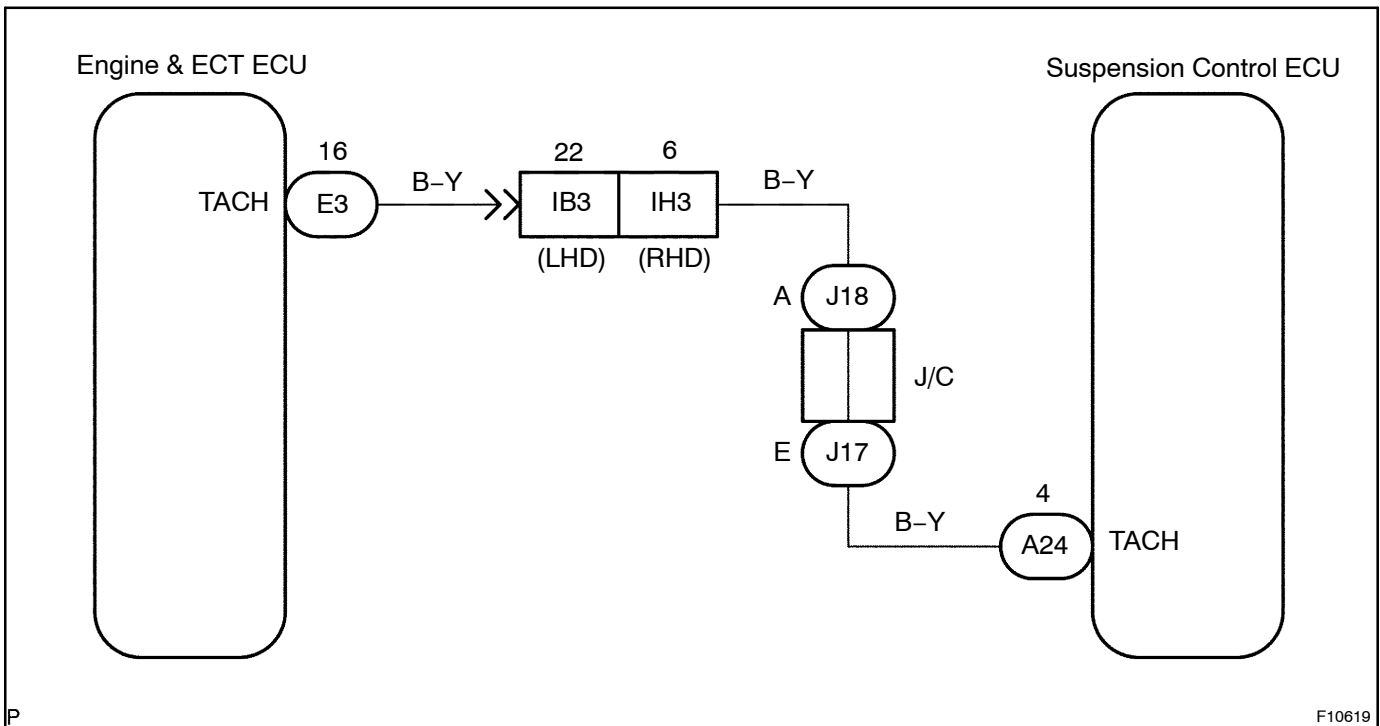 Engine & ECT ECU
Suspension Control ECU
16
22
6
TACH
E3
B–Y
IB3
IH3
B–Y
(LHD)
(RHD)
A
J18
J/C
E
J17
4
B–Y
A24
TACH
P
F10619